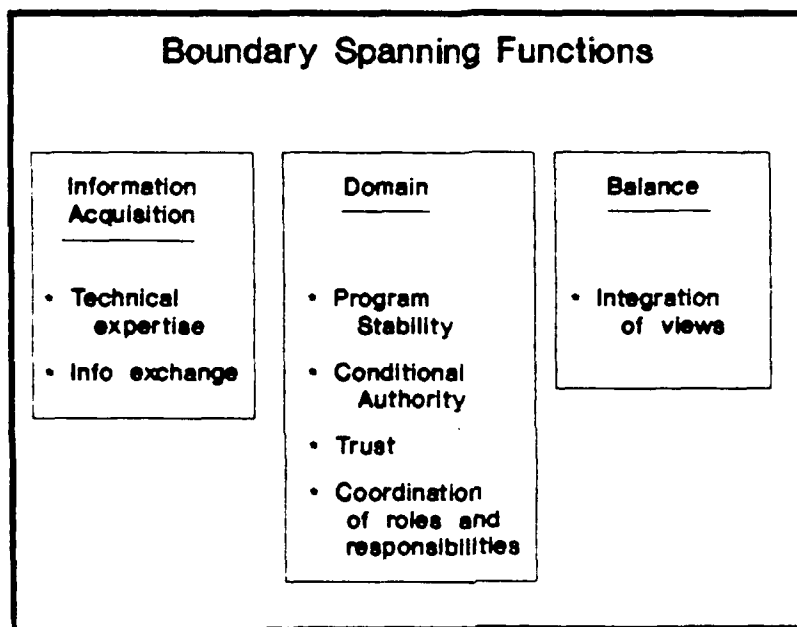 Boundary Spanning Functions
Information
Acquisition
• Technical
expertise
• Info exchange
Domain
• Program
Stability
• Conditional
Authority
• Trust
• Coordination
of roles and
responsibilities
Balance
• Integration
of views